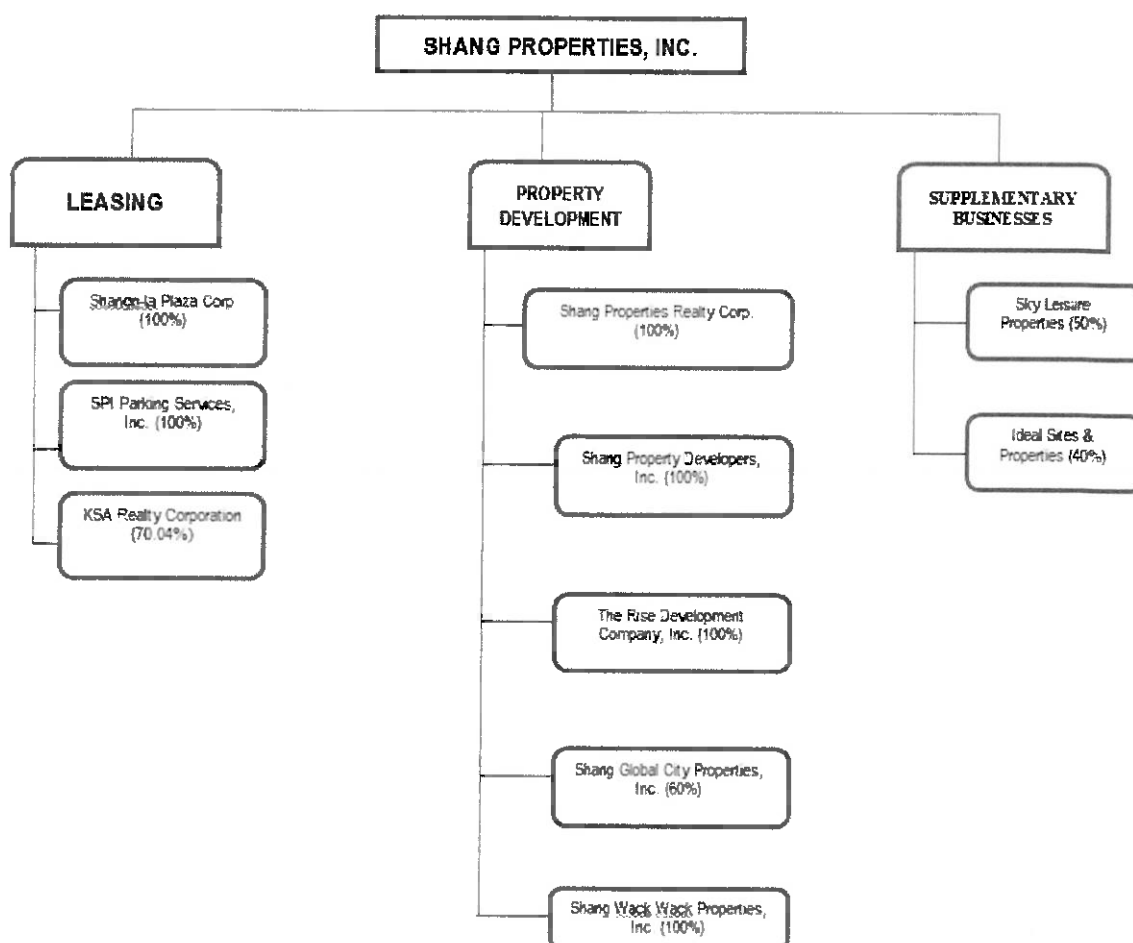 SHANG PROPERTIES, INC.
LEASING
Shangri-la Plaza Corp
(100%)
SPI Parking Services,
Inc. (100%)
KSA Realty Corporation
(70.04%)
PROPERTY
DEVELOPMENT
Shang Properties Realty Corp.
(100%)
Shang Property Developers,
Inc. (100%)
The Rise Development
Company, Inc. (100%)
Shang Global City Properties,
Inc. (60%)
Shang Wack Wack Properties,
Inc. (100%)
SUPPLEMENTARY
BUSINESSES
Sky Leisure
Properties (50%)
Ideal Sites &
Properties (40%)